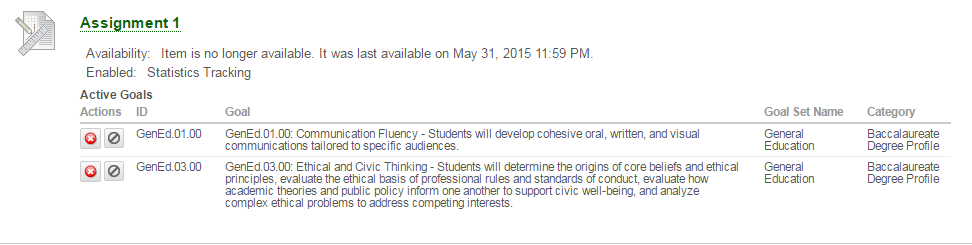 Assignment 1
Availability: Item is no longer available. It was last available on May 31, 2015 11:59 PM.
Enabled: Statistics Tracking
Active Goals
Actions ID Goal Goal Set Name Category
GenEd.01.00 GenEd.01.00: Communication Fluency - Students will develop cohesive oral, written, and visual General Baccalaureate
communications tailored to specific audiences. Education Degree Profile
GenEd.03.00 GenEd.03.00: Ethical and Civic Thinking - Students will determine the origins of core beliefs and ethical General Baccalaureate
principles, evaluate the ethical basis of professional rules and standards of conduct, evaluate how Education Degree Profile
academic theories and public policy inform one another to support civic well-being, and analyze
complex ethical problems to address competing interests.